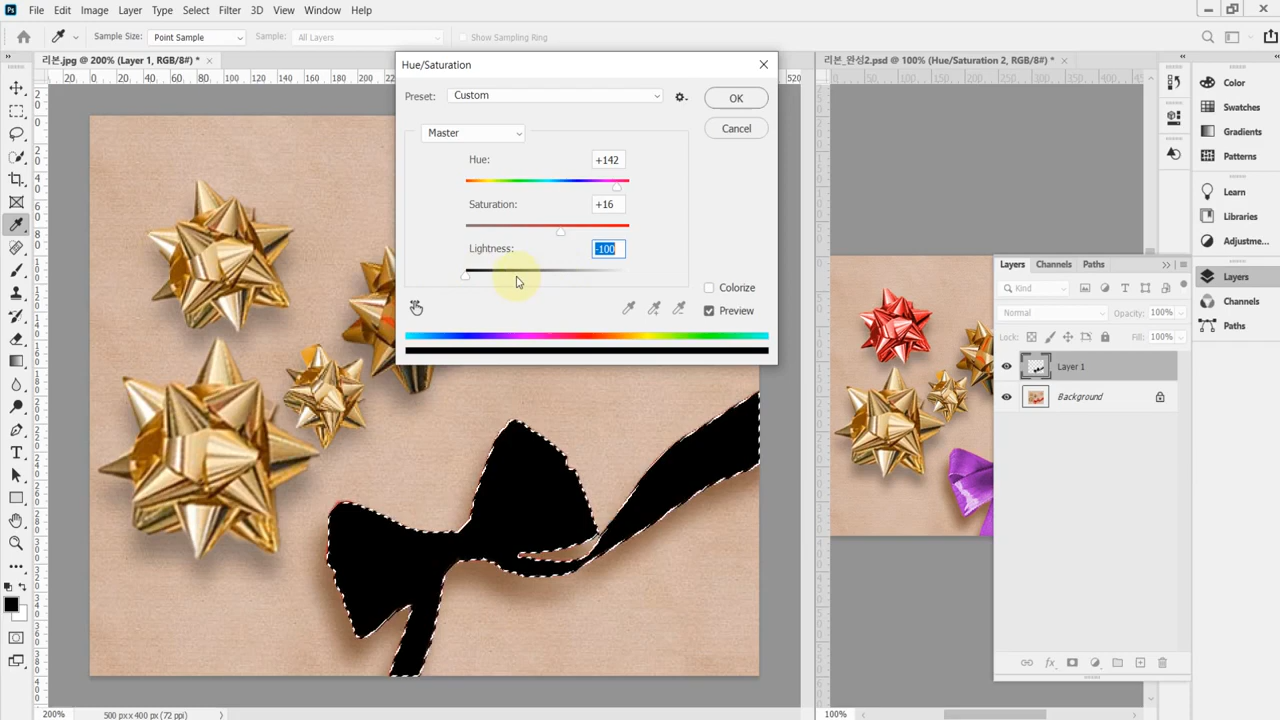 Ps File Edit Image Layer Type Select Filter 3D View Window Help
Sample Size: Point Sample Sample: All Layers Show Sampling Ring
리본.jpg @ 200% (Layer 1, RGB/8#) *
리본_완성2.psd @ 100% (Hue/Saturation 2, RGB/8#) *
Hue/Saturation
Preset: Custom
OK
Master
Cancel
Hue: +142
Saturation: +16
Lightness: -100
Colorize
Preview
Color
Swatches
Gradients
Patterns
Learn
Libraries
Adjustme...
Layers
Channels
Paths
Layers Channels Paths
Kind
Normal Opacity: 100%
Lock: Fill: 100%
Layer 1
Background
200% 500 px x 400 px (72 ppi)
100%